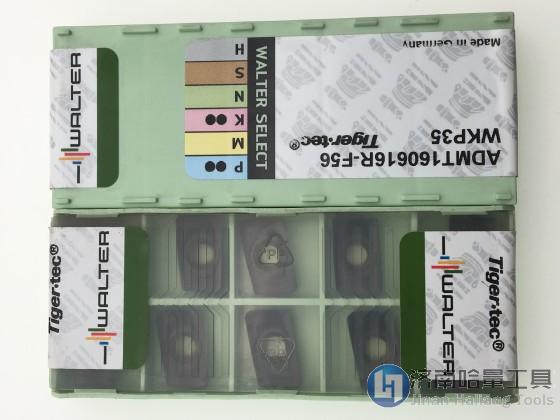 WALTER
WALTER SELECT
P
M
K
N
S
H
Tiger·tec®
ADMT160616R-F56
WKP35
Made in Germany
Tiger·tec®
WALTER
Tiger·tec®
WALTER
济南哈量工具
Jinan Haliang Tools